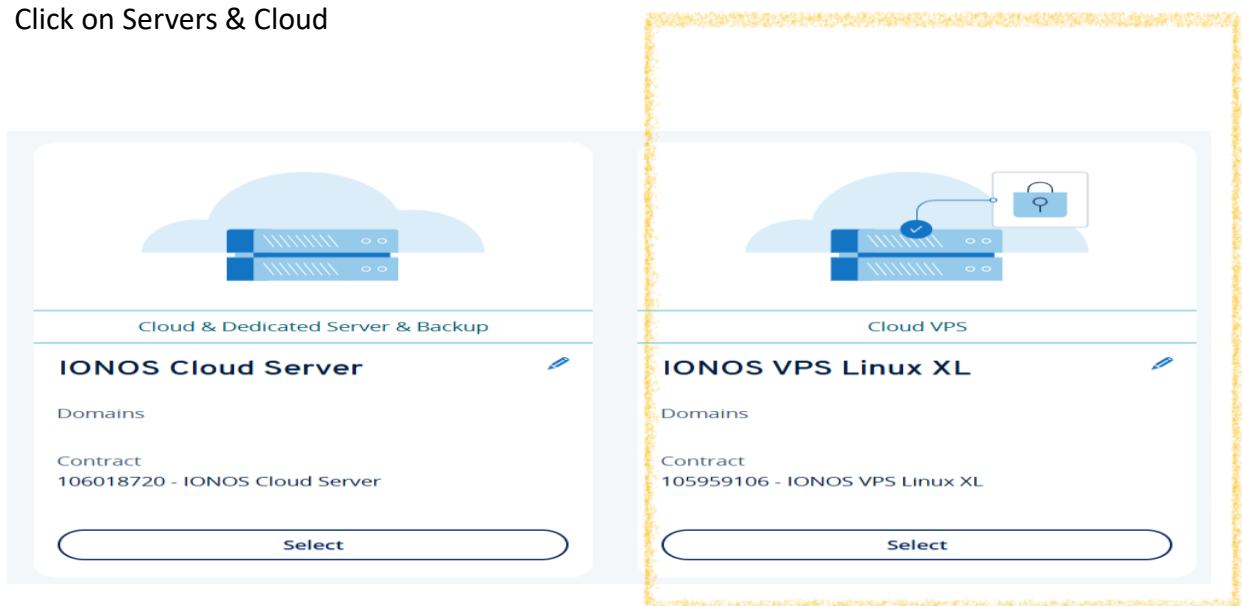 Click on Servers & Cloud
Cloud & Dedicated Server & Backup
IONOS Cloud Server
Domains
Contract
106018720 - IONOS Cloud Server
Select
Cloud VPS
IONOS VPS Linux XL
Domains
Contract
105959106 - IONOS VPS Linux XL
Select